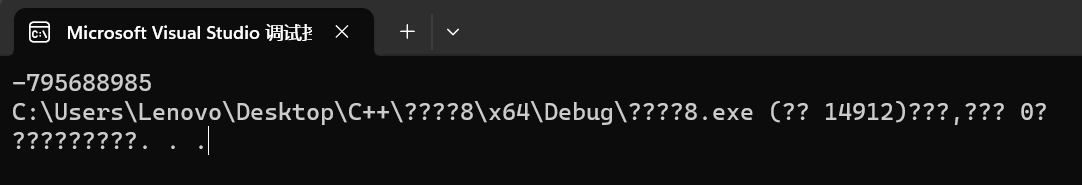 Microsoft Visual Studio 调试控
-795688985
C:\Users\Lenovo\Desktop\C++\????8\x64\Debug\????8.exe (?? 14912)???,??? 0?
?????????. . .